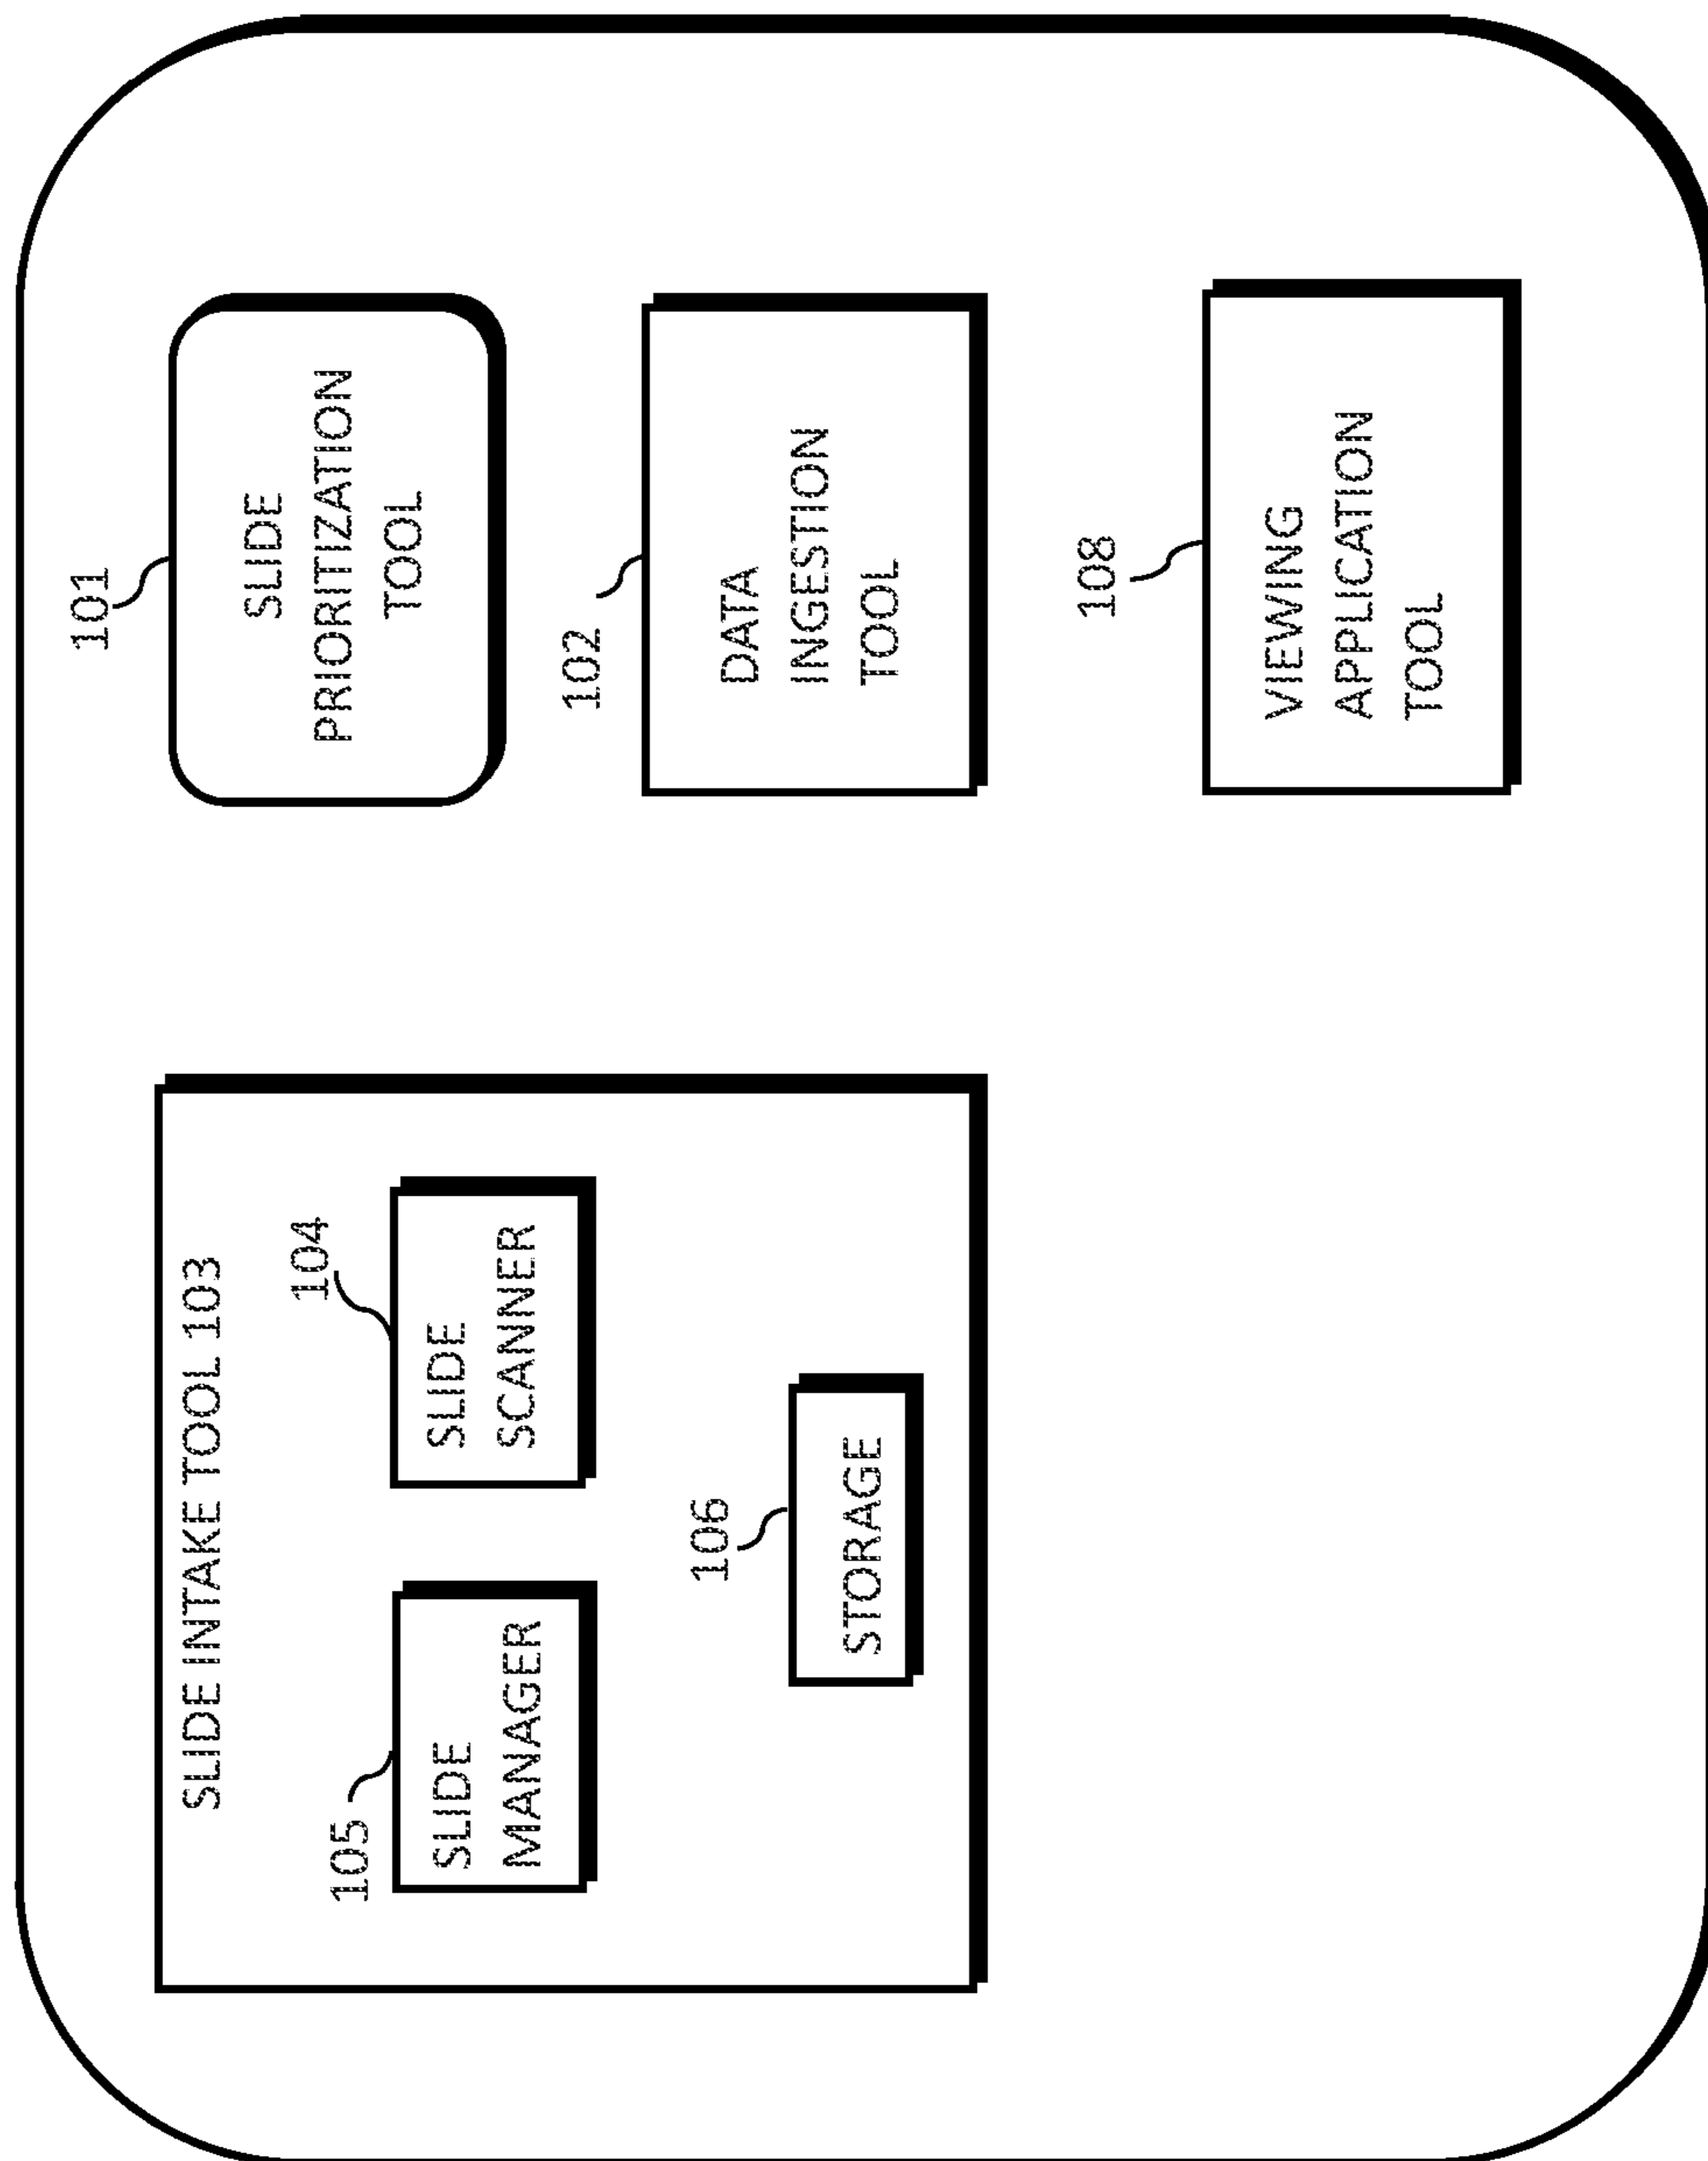 SLIDE INTAKE TOOL 103
105
SLIDE
MANAGER
104
SLIDE
SCANNER
106
STORAGE
101
SLIDE
PRIORITIZATION
TOOL
102
DATA
INGESTION
TOOL
108
VIEWING
APPLICATION
TOOL